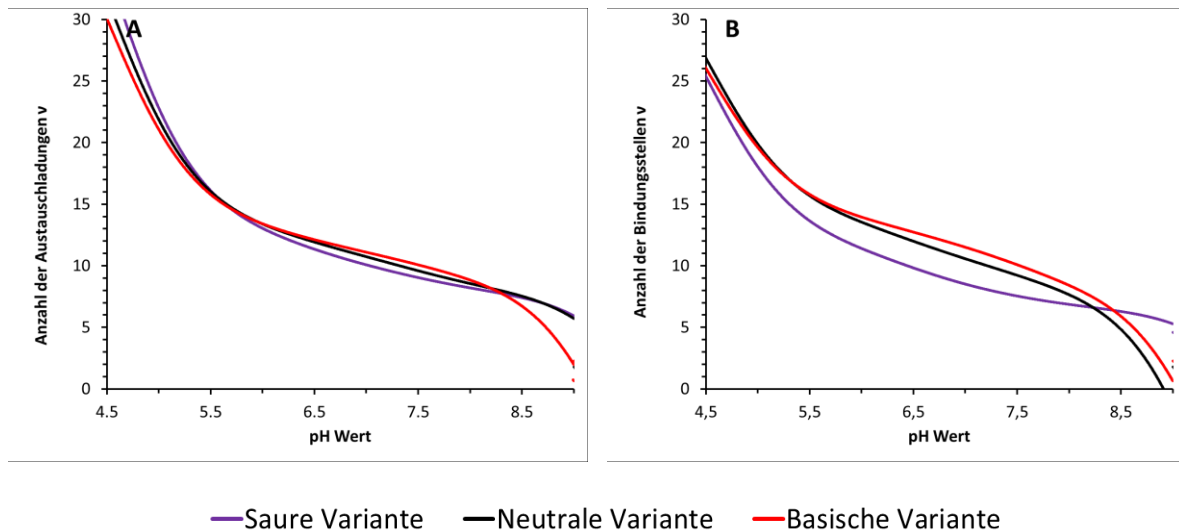 A
Anzahl der Austauschladungen v
30
25
20
15
10
5
0
4.5 5.5 6.5 7.5 8.5
pH Wert
B
Anzahl der Bindungsstellen v
30
25
20
15
10
5
0
4,5 5,5 6,5 7,5 8,5
pH Wert
Saure Variante Neutrale Variante Basische Variante